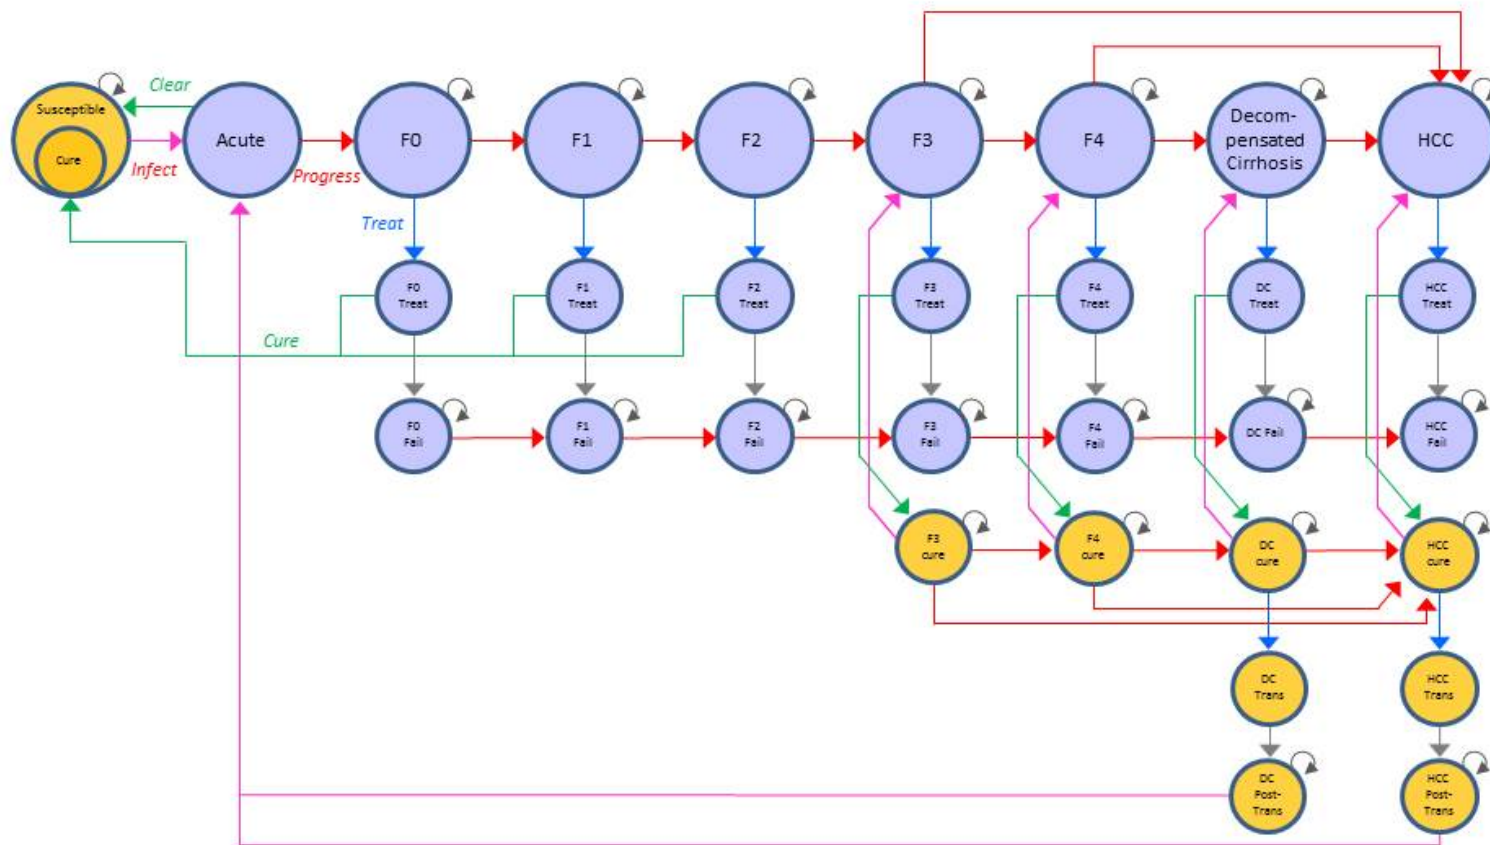 Clear
Susceptible
Cure
Infect
Acute
Progress
F0
F1
F2
F3
F4
Decom-
pensated
Cirrhosis
HCC
Treat
F0
Treat
F1
Treat
F2
Treat
F3
Treat
F4
Treat
DC
Treat
HCC
Treat
Cure
F0
Fail
F1
Fail
F2
Fail
F3
Fail
F4
Fail
DC Fail
HCC
Fail
F3
cure
F4
cure
DC
cure
HCC
cure
DC
Trans
HCC
Trans
DC
Post-
Trans
HCC
Post-
Trans